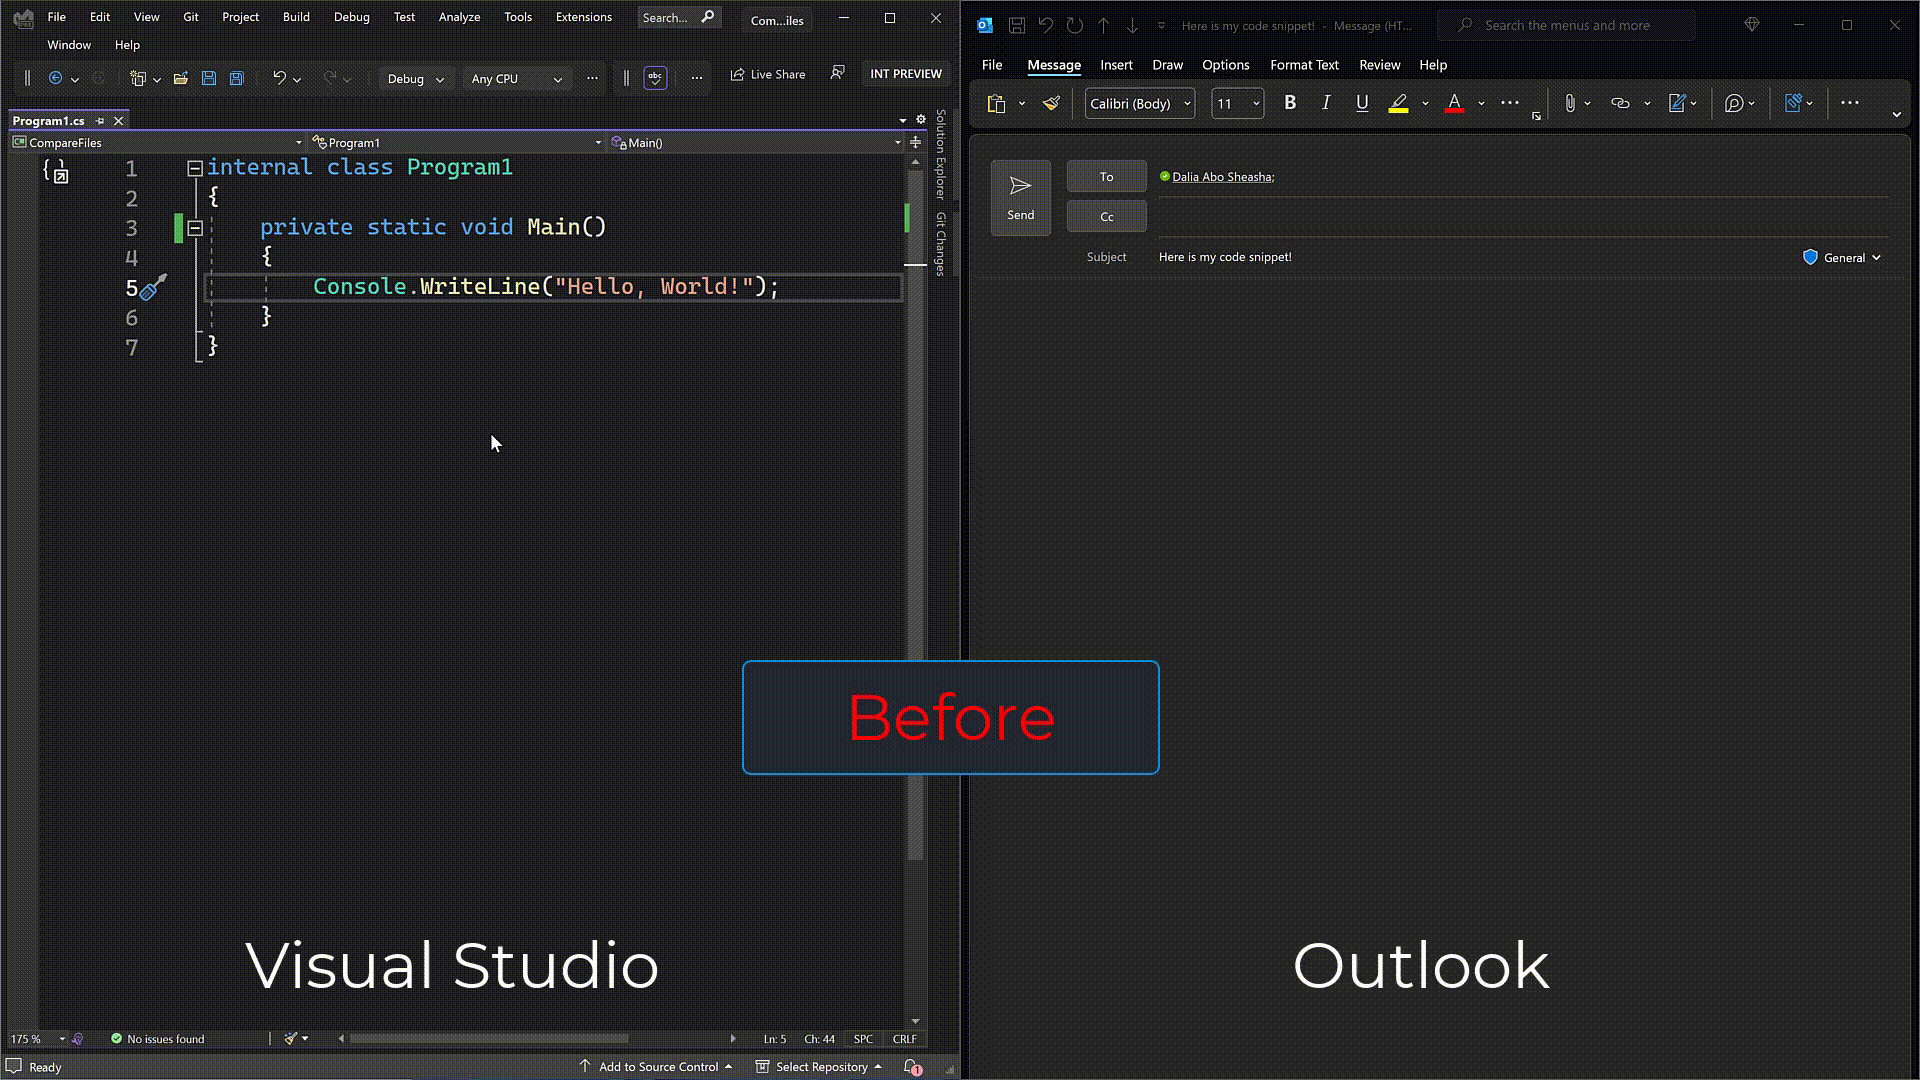 File Edit View Git Project Build Debug Test Analyze Tools Extensions Search... Com...iles
Window Help
Debug Any CPU ... abc ... Live Share INT PREVIEW
Program1.cs
CompareFiles Program1 Main()
1 internal class Program1
2 {
3 private static void Main()
4 {
5 Console.WriteLine("Hello, World!");
6 }
7 }
Solution Explorer
Git Changes
Visual Studio
175 % No issues found Ln: 5 Ch: 44 SPC CRLF
Ready Add to Source Control Select Repository 1
Before
Here is my code snippet! - Message (HT... Search the menus and more
File Message Insert Draw Options Format Text Review Help
Calibri (Body) 11 B I U A ... ...
Send To Dalia Abo Sheasha;
Cc
Subject Here is my code snippet! General
Outlook